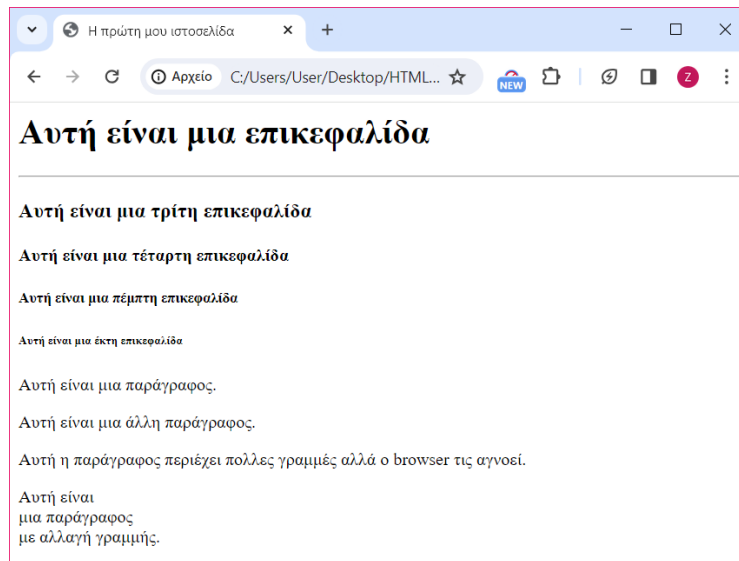 Η πρώτη μου ιστοσελίδα
Αρχείο C:/Users/User/Desktop/HTML... NEW Z
Αυτή είναι μια επικεφαλίδα
Αυτή είναι μια τρίτη επικεφαλίδα
Αυτή είναι μια τέταρτη επικεφαλίδα
Αυτή είναι μια πέμπτη επικεφαλίδα
Αυτή είναι μια έκτη επικεφαλίδα
Αυτή είναι μια παράγραφος.
Αυτή είναι μια άλλη παράγραφος.
Αυτή η παράγραφος περιέχει πολλες γραμμές αλλά ο browser τις αγνοεί.
Αυτή είναι
μια παράγραφος
με αλλαγή γραμμής.